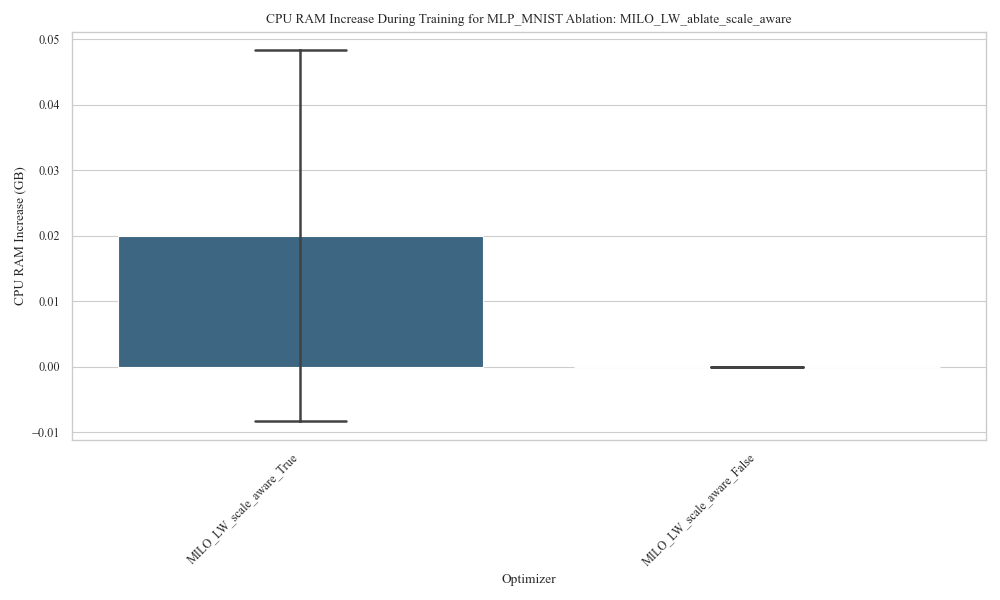 CPU RAM Increase During Training for MLP_MNIST Ablation: MILO_LW_ablate_scale_aware
0.05
0.04
0.03
0.02
0.01
0.00
−0.01
CPU RAM Increase (GB)
MILO_LW_scale_aware_True
MILO_LW_scale_aware_False
Optimizer